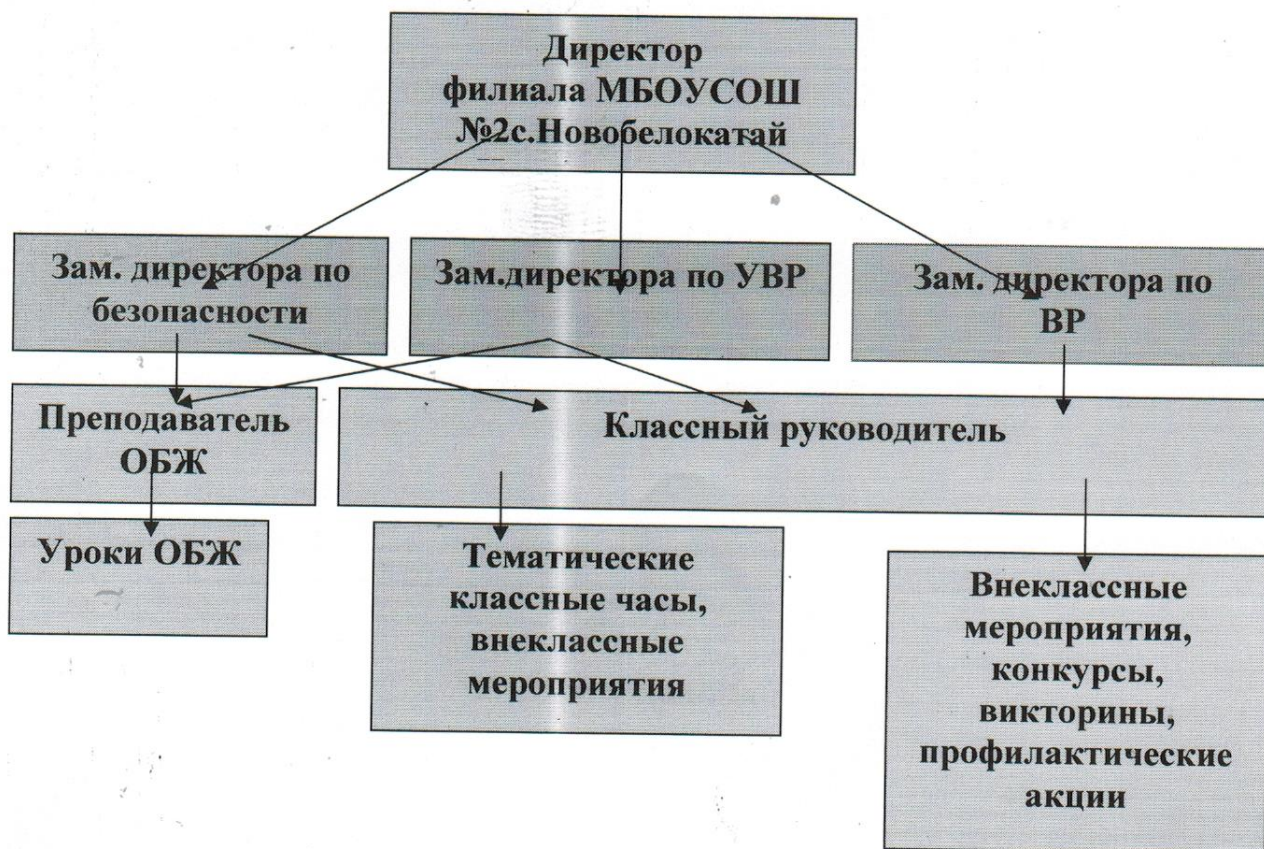 Директор
филиала МБОУСОШ
№2с.Новобелокатай
Зам. директора по
безопасности
Зам.директора по УВР
Зам. директора по
ВР
Преподаватель
ОБЖ
Классный руководитель
Уроки ОБЖ
Тематические
классные часы,
внеклассные
мероприятия
Внеклассные
мероприятия,
конкурсы,
викторины,
профилактические
акции